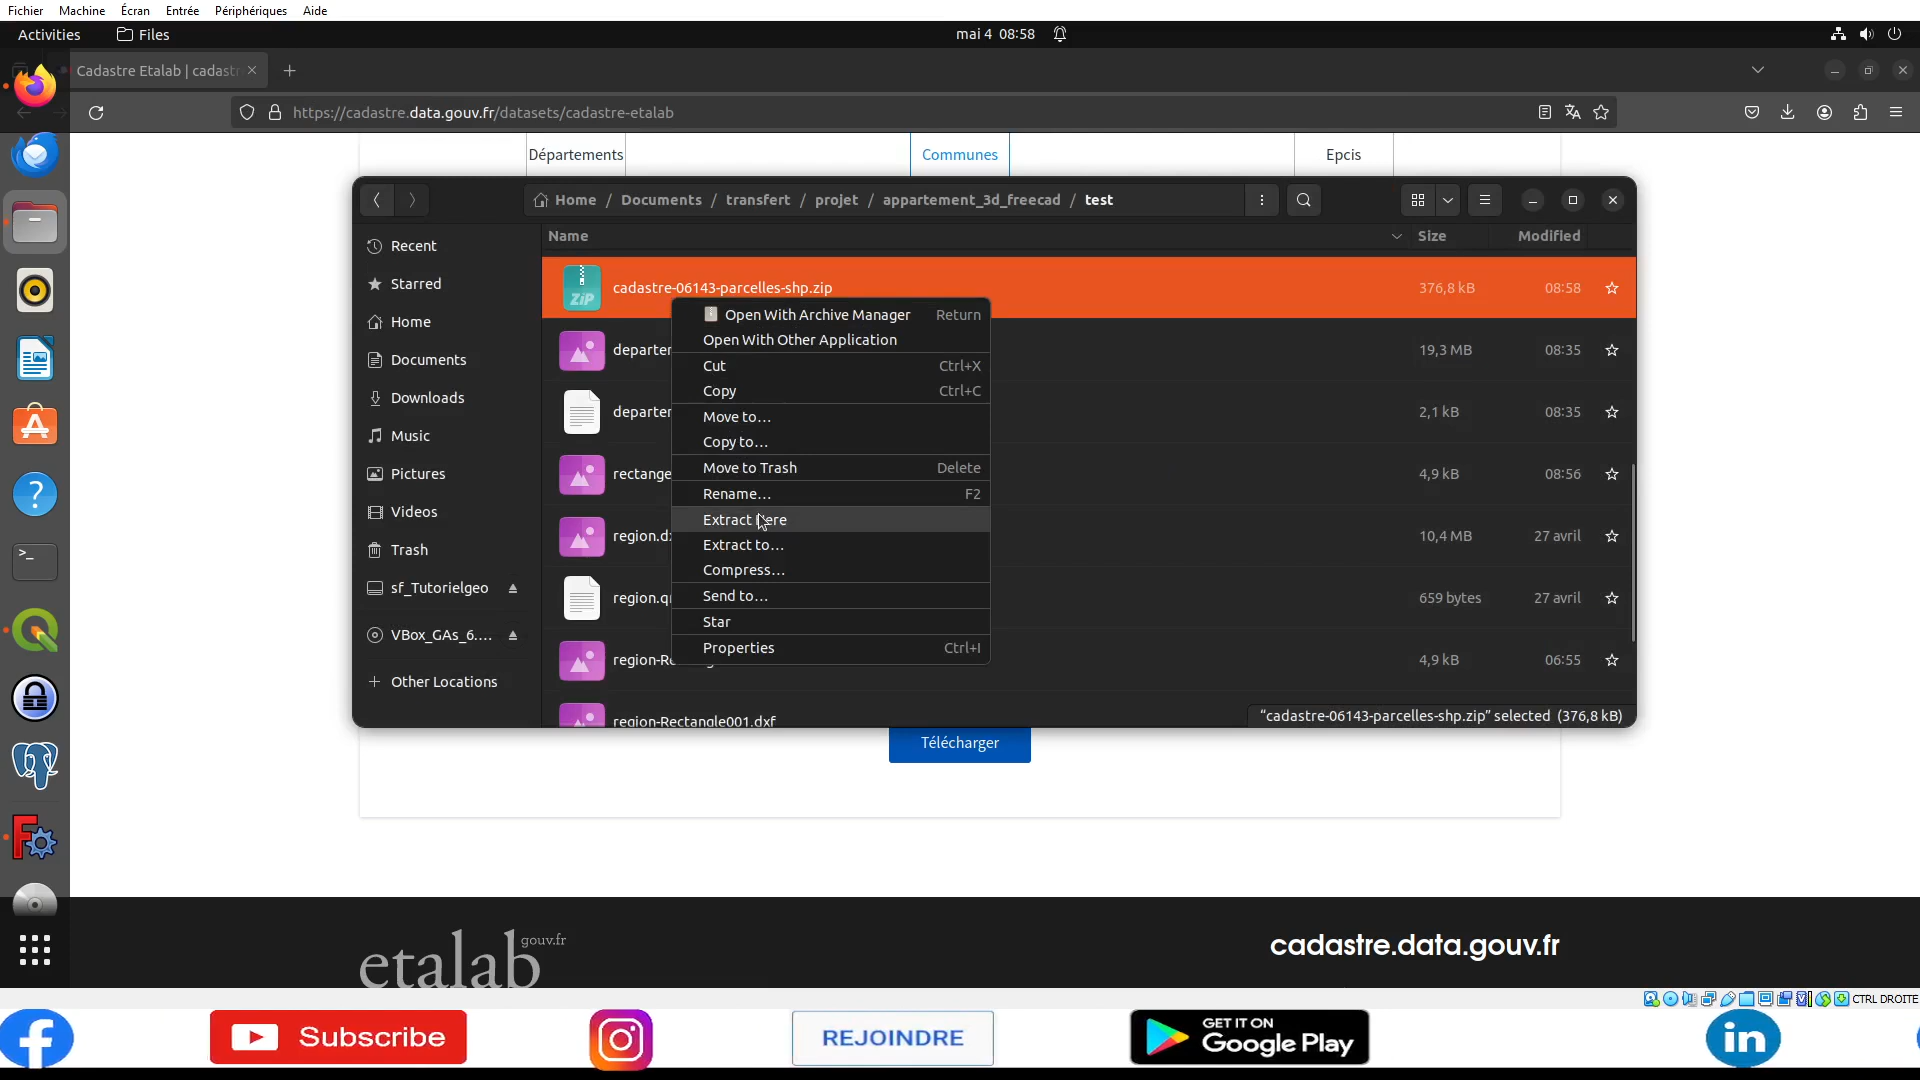 Fichier Machine Écran Entrée Périphériques Aide
Activities Files mai 4 08:58
Cadastre Etalab | cadast
https://cadastre.data.gouv.fr/datasets/cadastre-etalab
Départements Communes Epcis
Home / Documents / transfert / projet / appartement_3d_freecad / test
Name Size Modified
Recent
Starred
Home
Documents
Downloads
Music
Pictures
Videos
Trash
sf_Tutorielgeo
VBox_GAs_6....
Other Locations
ZiP cadastre-06143-parcelles-shp.zip 376,8 kB 08:58
departe 19,3 MB 08:35
departe 2,1 kB 08:35
rectange 4,9 kB 08:56
region.d 10,4 MB 27 avril
region.q 659 bytes 27 avril
region-R 4,9 kB 06:55
region-Rectangle001.dxf
Open With Archive Manager Return
Open With Other Application
Cut Ctrl+X
Copy Ctrl+C
Move to…
Copy to…
Move to Trash Delete
Rename… F2
Extract Here
Extract to…
Compress…
Send to…
Star
Properties Ctrl+I
“cadastre-06143-parcelles-shp.zip” selected (376,8 kB)
Télécharger
etalab gouv.fr
cadastre.data.gouv.fr
CTRL DROITE
Subscribe
REJOINDRE
GET IT ON
Google Play
in